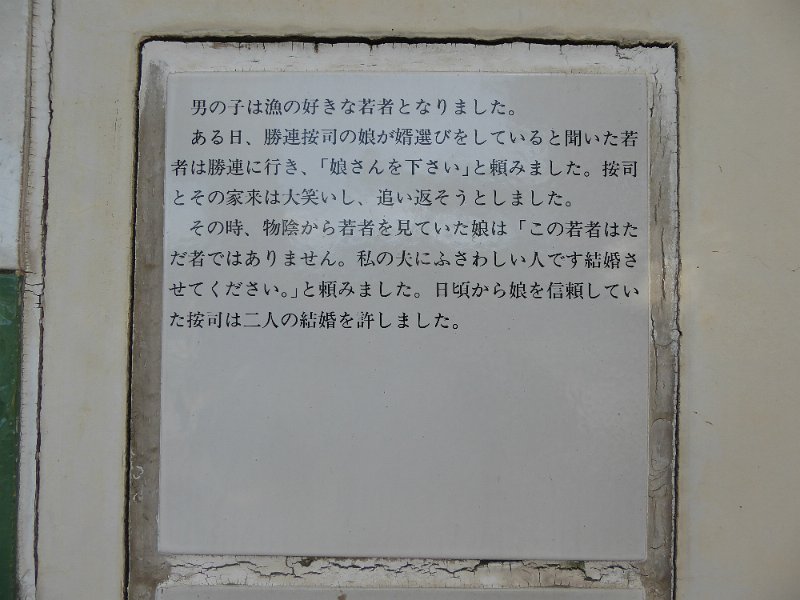 男の子は漁の好きな若者となりました。
ある日、勝連按司の娘が婿選びをしていると聞いた若
者は勝連に行き、「娘さんを下さい」と頼みました。按司
とその家来は大笑いし、追い返そうとしました。
その時、物陰から若者を見ていた娘は「この若者はた
だ者ではありません。私の夫にふさわしい人です結婚さ
せてください。」と頼みました。日頃から娘を信頼してい
た按司は二人の結婚を許しました。